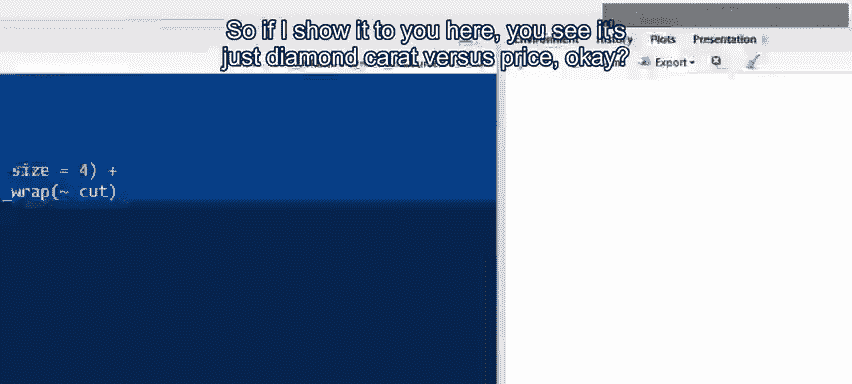 So if I show it to you here, you see it's
just diamond carat versus price, okay?
Environment History Plots Presentation
Export
size = 4) +
_wrap(~ cut)